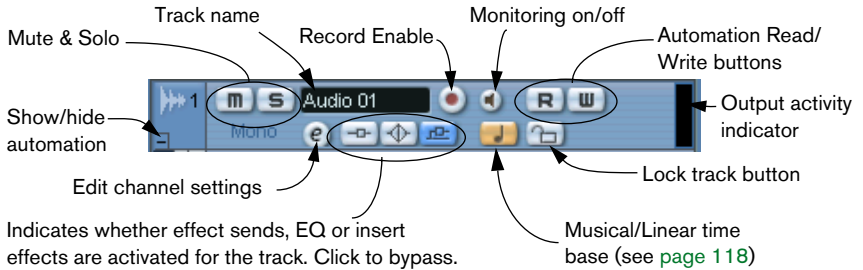 Track name
Monitoring on/off
Mute & Solo
Record Enable
Automation Read/
Write buttons
1
m
S
Audio 01
R
W
Show/hide
automation
Mono
e
Output activity
indicator
Edit channel settings
Lock track button
Indicates whether effect sends, EQ or insert
effects are activated for the track. Click to bypass.
Musical/Linear time
base (see page 118)